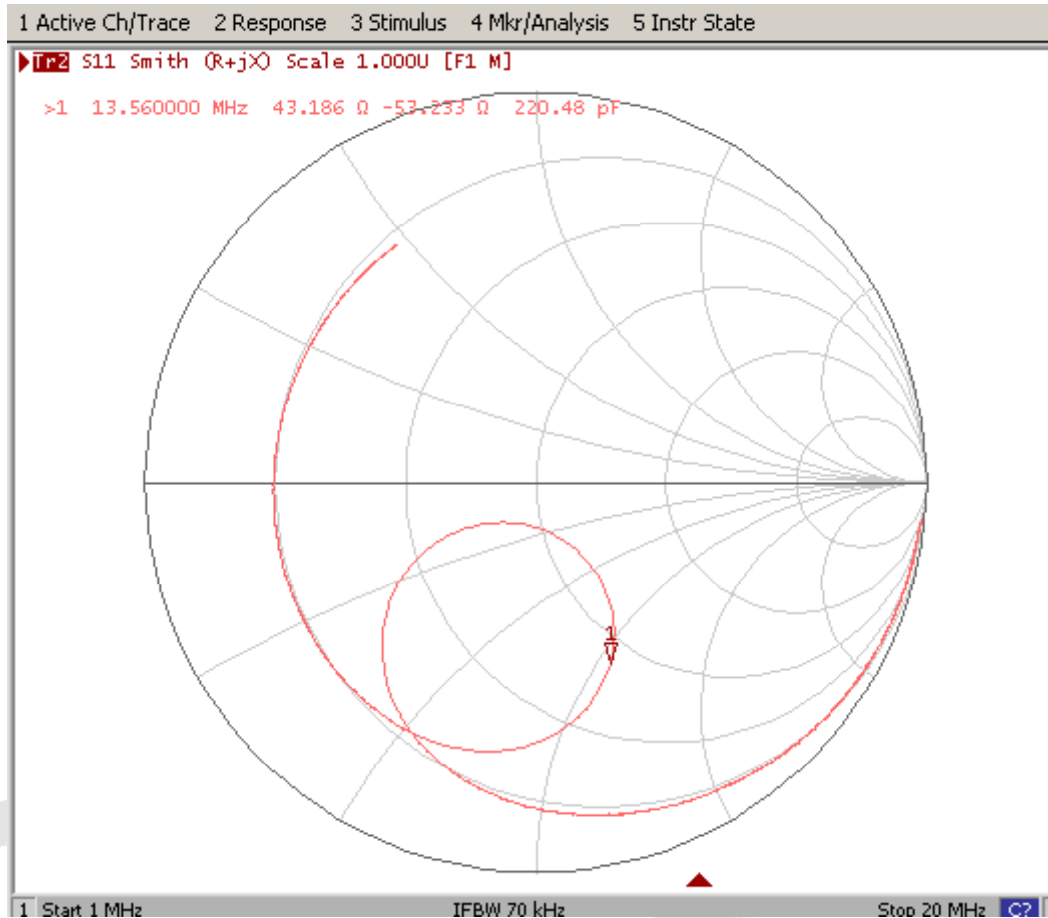 1 Active Ch/Trace 2 Response 3 Stimulus 4 Mkr/Analysis 5 Instr State
Tr2 S11 Smith (R+jX) Scale 1.000U [F1 M]
>1 13.560000 MHz 43.186 Ω -53.233 Ω 220.48 pF
1
1 Start 1 MHz IFBW 70 kHz Stop 20 MHz C?